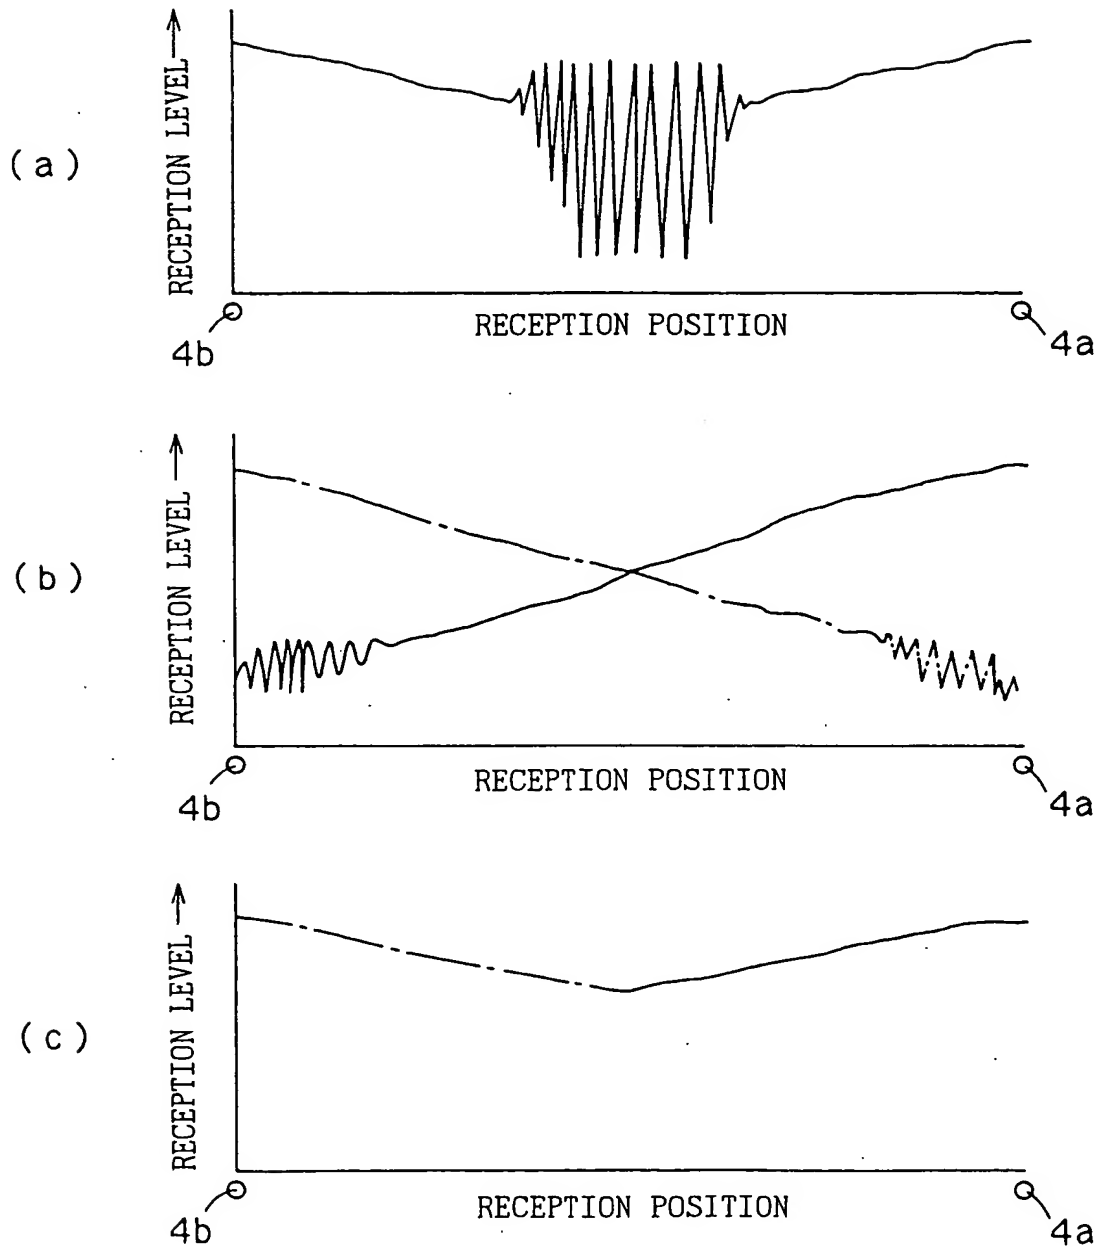 (a)
RECEPTION LEVEL
RECEPTION POSITION
4b
4a
(b)
RECEPTION LEVEL
RECEPTION POSITION
4b
4a
(c)
RECEPTION LEVEL
RECEPTION POSITION
4b
4a